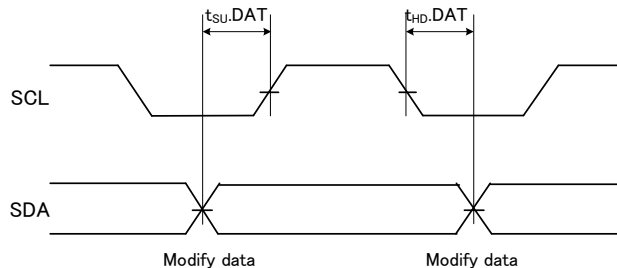 tSU.DAT tHD.DAT
SCL
SDA
Modify data Modify data